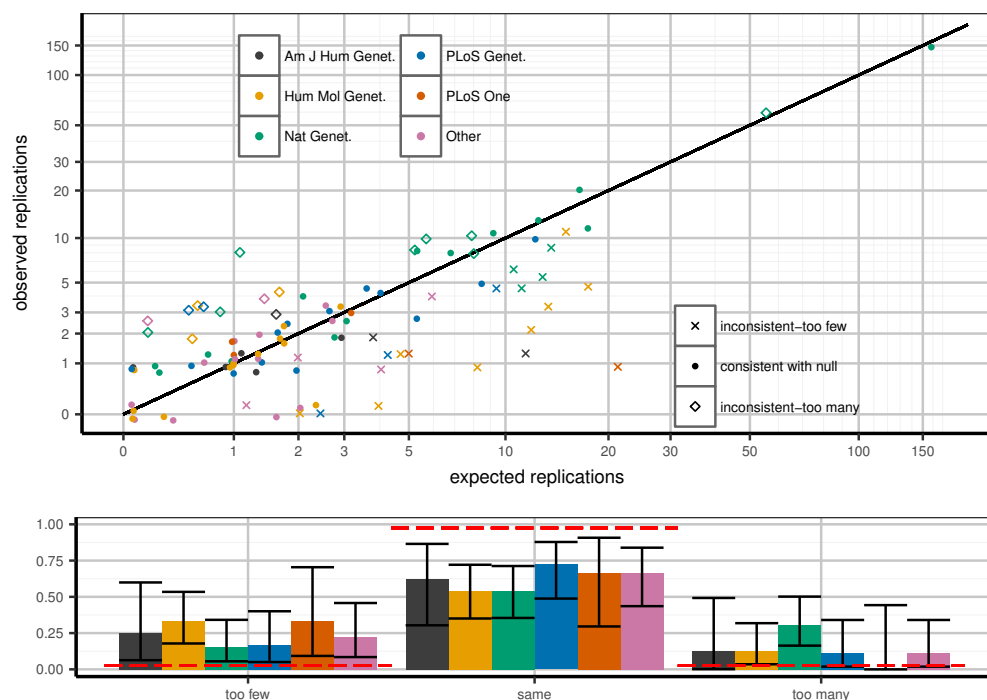 observed replications
150
100
50
30
20
10
5
3
2
1
0
Am J Hum Genet.
Hum Mol Genet.
Nat Genet.
PLoS Genet.
PLoS One
Other
inconsistent−too few
consistent with null
inconsistent−too many
0 1 2 3 5 10 20 30 50 100 150
expected replications
1.00
0.75
0.50
0.25
0.00
too few same too many